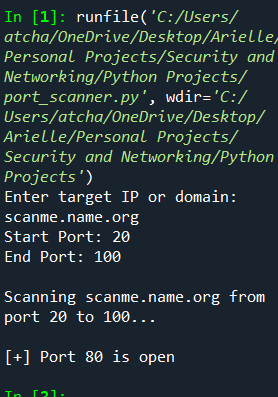 In [1]: runfile('C:/Users/
atcha/OneDrive/Desktop/Arielle/
Personal Projects/Security and
Networking/Python Projects/
port_scanner.py', wdir='C:/
Users/atcha/OneDrive/Desktop/
Arielle/Personal Projects/
Security and Networking/Python
Projects')
Enter target IP or domain:
scanme.name.org
Start Port: 20
End Port: 100

Scanning scanme.name.org from
port 20 to 100...

[+] Port 80 is open

In [2]: